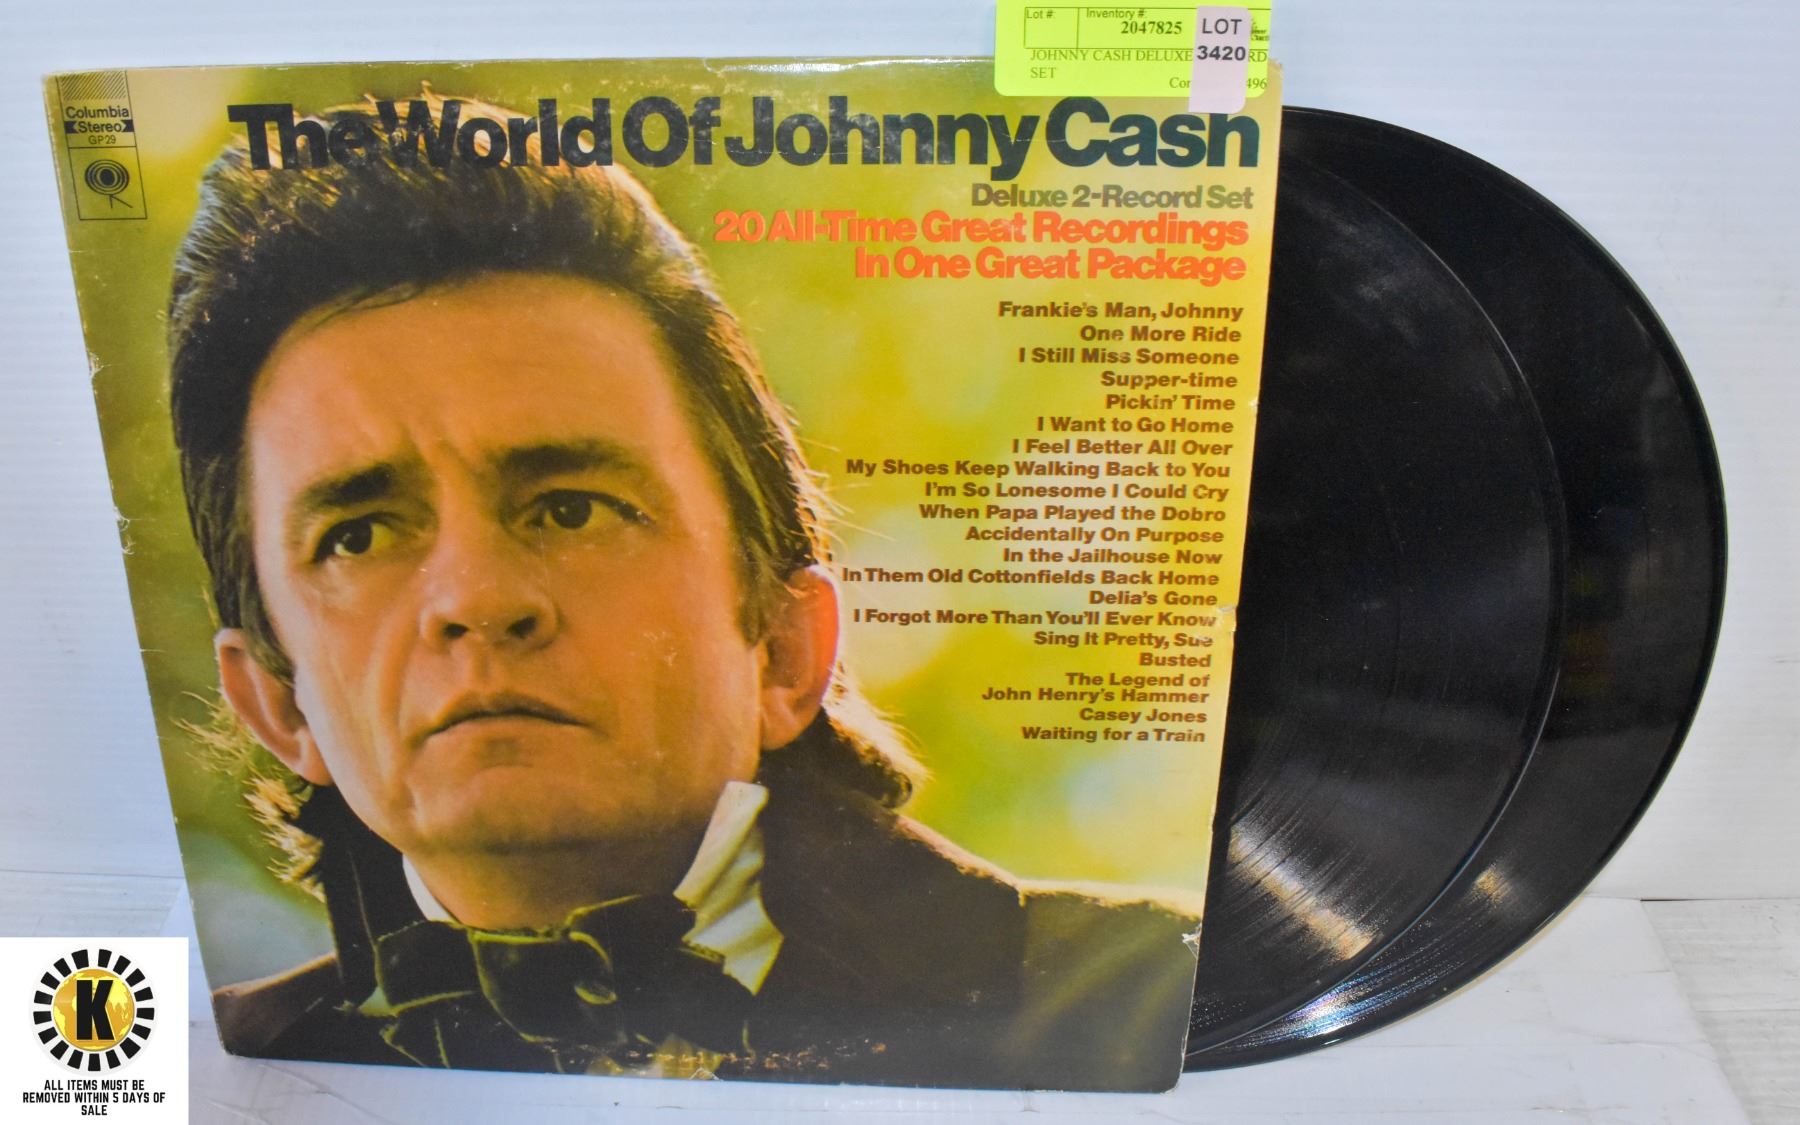 Lot #:
Inventory #:
2047825
LOT
3420
JOHNNY CASH DELUXE
SET
496
Columbia
Stereo
GP 29
The World Of Johnny Cash
Deluxe 2-Record Set
20 All-Time Great Recordings
In One Great Package
Frankie's Man, Johnny
One More Ride
I Still Miss Someone
Supper-time
Pickin' Time
I Want to Go Home
I Feel Better All Over
My Shoes Keep Walking Back to You
I'm So Lonesome I Could Cry
When Papa Played the Dobro
Accidentally On Purpose
In the Jailhouse Now
In Them Old Cottonfields Back Home
Delia's Gone
I Forgot More Than You'll Ever Know
Sing It Pretty, Sue
Busted
The Legend of
John Henry's Hammer
Casey Jones
Waiting for a Train
K
ALL ITEMS MUST BE
REMOVED WITHIN 5 DAYS OF
SALE